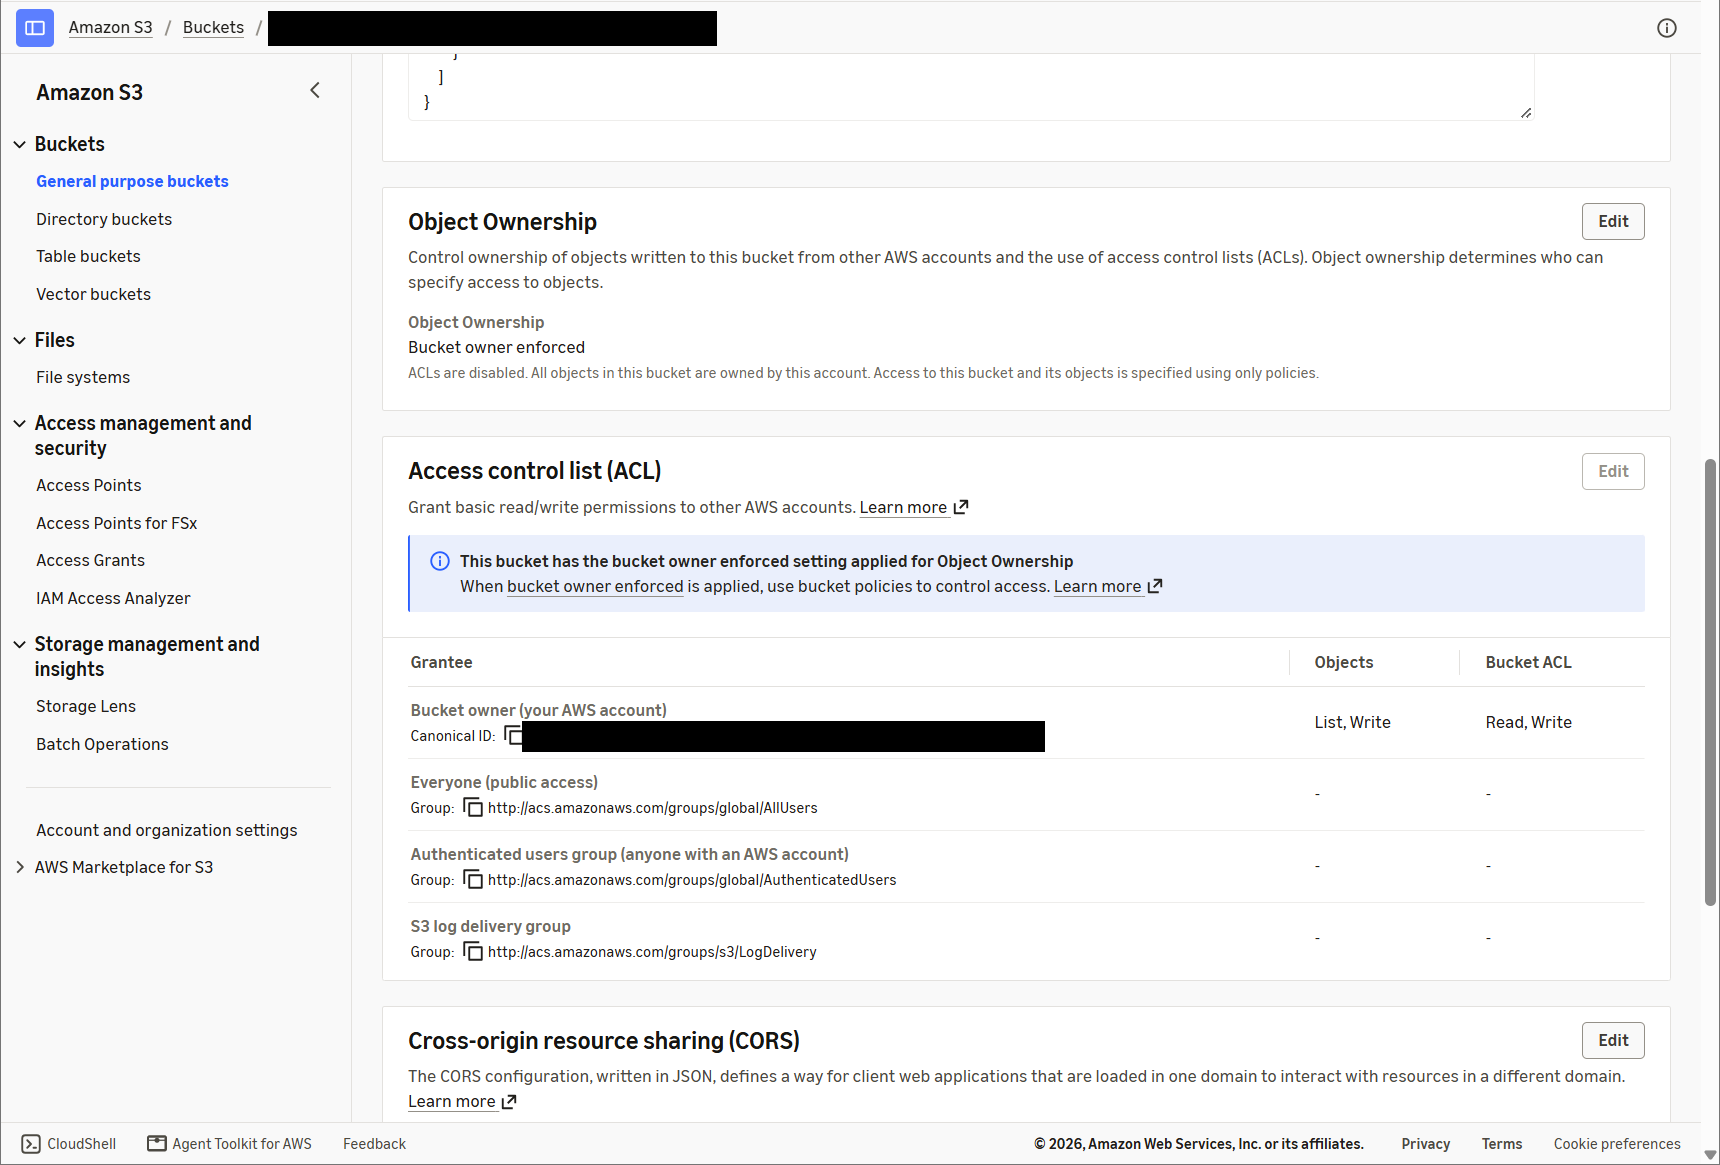 Amazon S3 / Buckets /
Amazon S3
Buckets
General purpose buckets
Directory buckets
Table buckets
Vector buckets
Files
File systems
Access management and
security
Access Points
Access Points for FSx
Access Grants
IAM Access Analyzer
Storage management and
insights
Storage Lens
Batch Operations
Account and organization settings
AWS Marketplace for S3
]
}
Object Ownership
Edit
Control ownership of objects written to this bucket from other AWS accounts and the use of access control lists (ACLs). Object ownership determines who can
specify access to objects.
Object Ownership
Bucket owner enforced
ACLs are disabled. All objects in this bucket are owned by this account. Access to this bucket and its objects is specified using only policies.
Access control list (ACL)
Edit
Grant basic read/write permissions to other AWS accounts. Learn more
This bucket has the bucket owner enforced setting applied for Object Ownership
When bucket owner enforced is applied, use bucket policies to control access. Learn more
Grantee Objects Bucket ACL
Bucket owner (your AWS account)
Canonical ID:
List, Write Read, Write
Everyone (public access)
Group: http://acs.amazonaws.com/groups/global/AllUsers
- -
Authenticated users group (anyone with an AWS account)
Group: http://acs.amazonaws.com/groups/global/AuthenticatedUsers
- -
S3 log delivery group
Group: http://acs.amazonaws.com/groups/s3/LogDelivery
- -
Cross-origin resource sharing (CORS)
Edit
The CORS configuration, written in JSON, defines a way for client web applications that are loaded in one domain to interact with resources in a different domain.
Learn more
CloudShell Agent Toolkit for AWS Feedback © 2026, Amazon Web Services, Inc. or its affiliates. Privacy Terms Cookie preferences